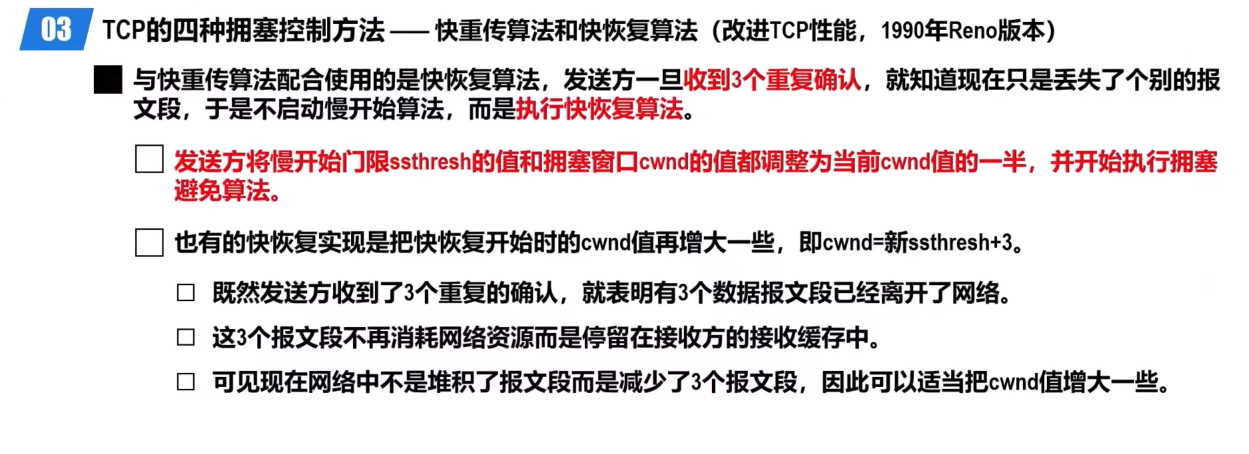 03 TCP的四种拥塞控制方法 —— 快重传算法和快恢复算法（改进TCP性能，1990年Reno版本）
与快重传算法配合使用的是快恢复算法，发送方一旦收到3个重复确认，就知道现在只是丢失了个别的报
文段，于是不启动慢开始算法，而是执行快恢复算法。
发送方将慢开始门限ssthresh的值和拥塞窗口cwnd的值都调整为当前cwnd值的一半，并开始执行拥塞
避免算法。
也有的快恢复实现是把快恢复开始时的cwnd值再增大一些，即cwnd=新ssthresh+3。
既然发送方收到了3个重复的确认，就表明有3个数据报文段已经离开了网络。
这3个报文段不再消耗网络资源而是停留在接收方的接收缓存中。
可见现在网络中不是堆积了报文段而是减少了3个报文段，因此可以适当把cwnd值增大一些。